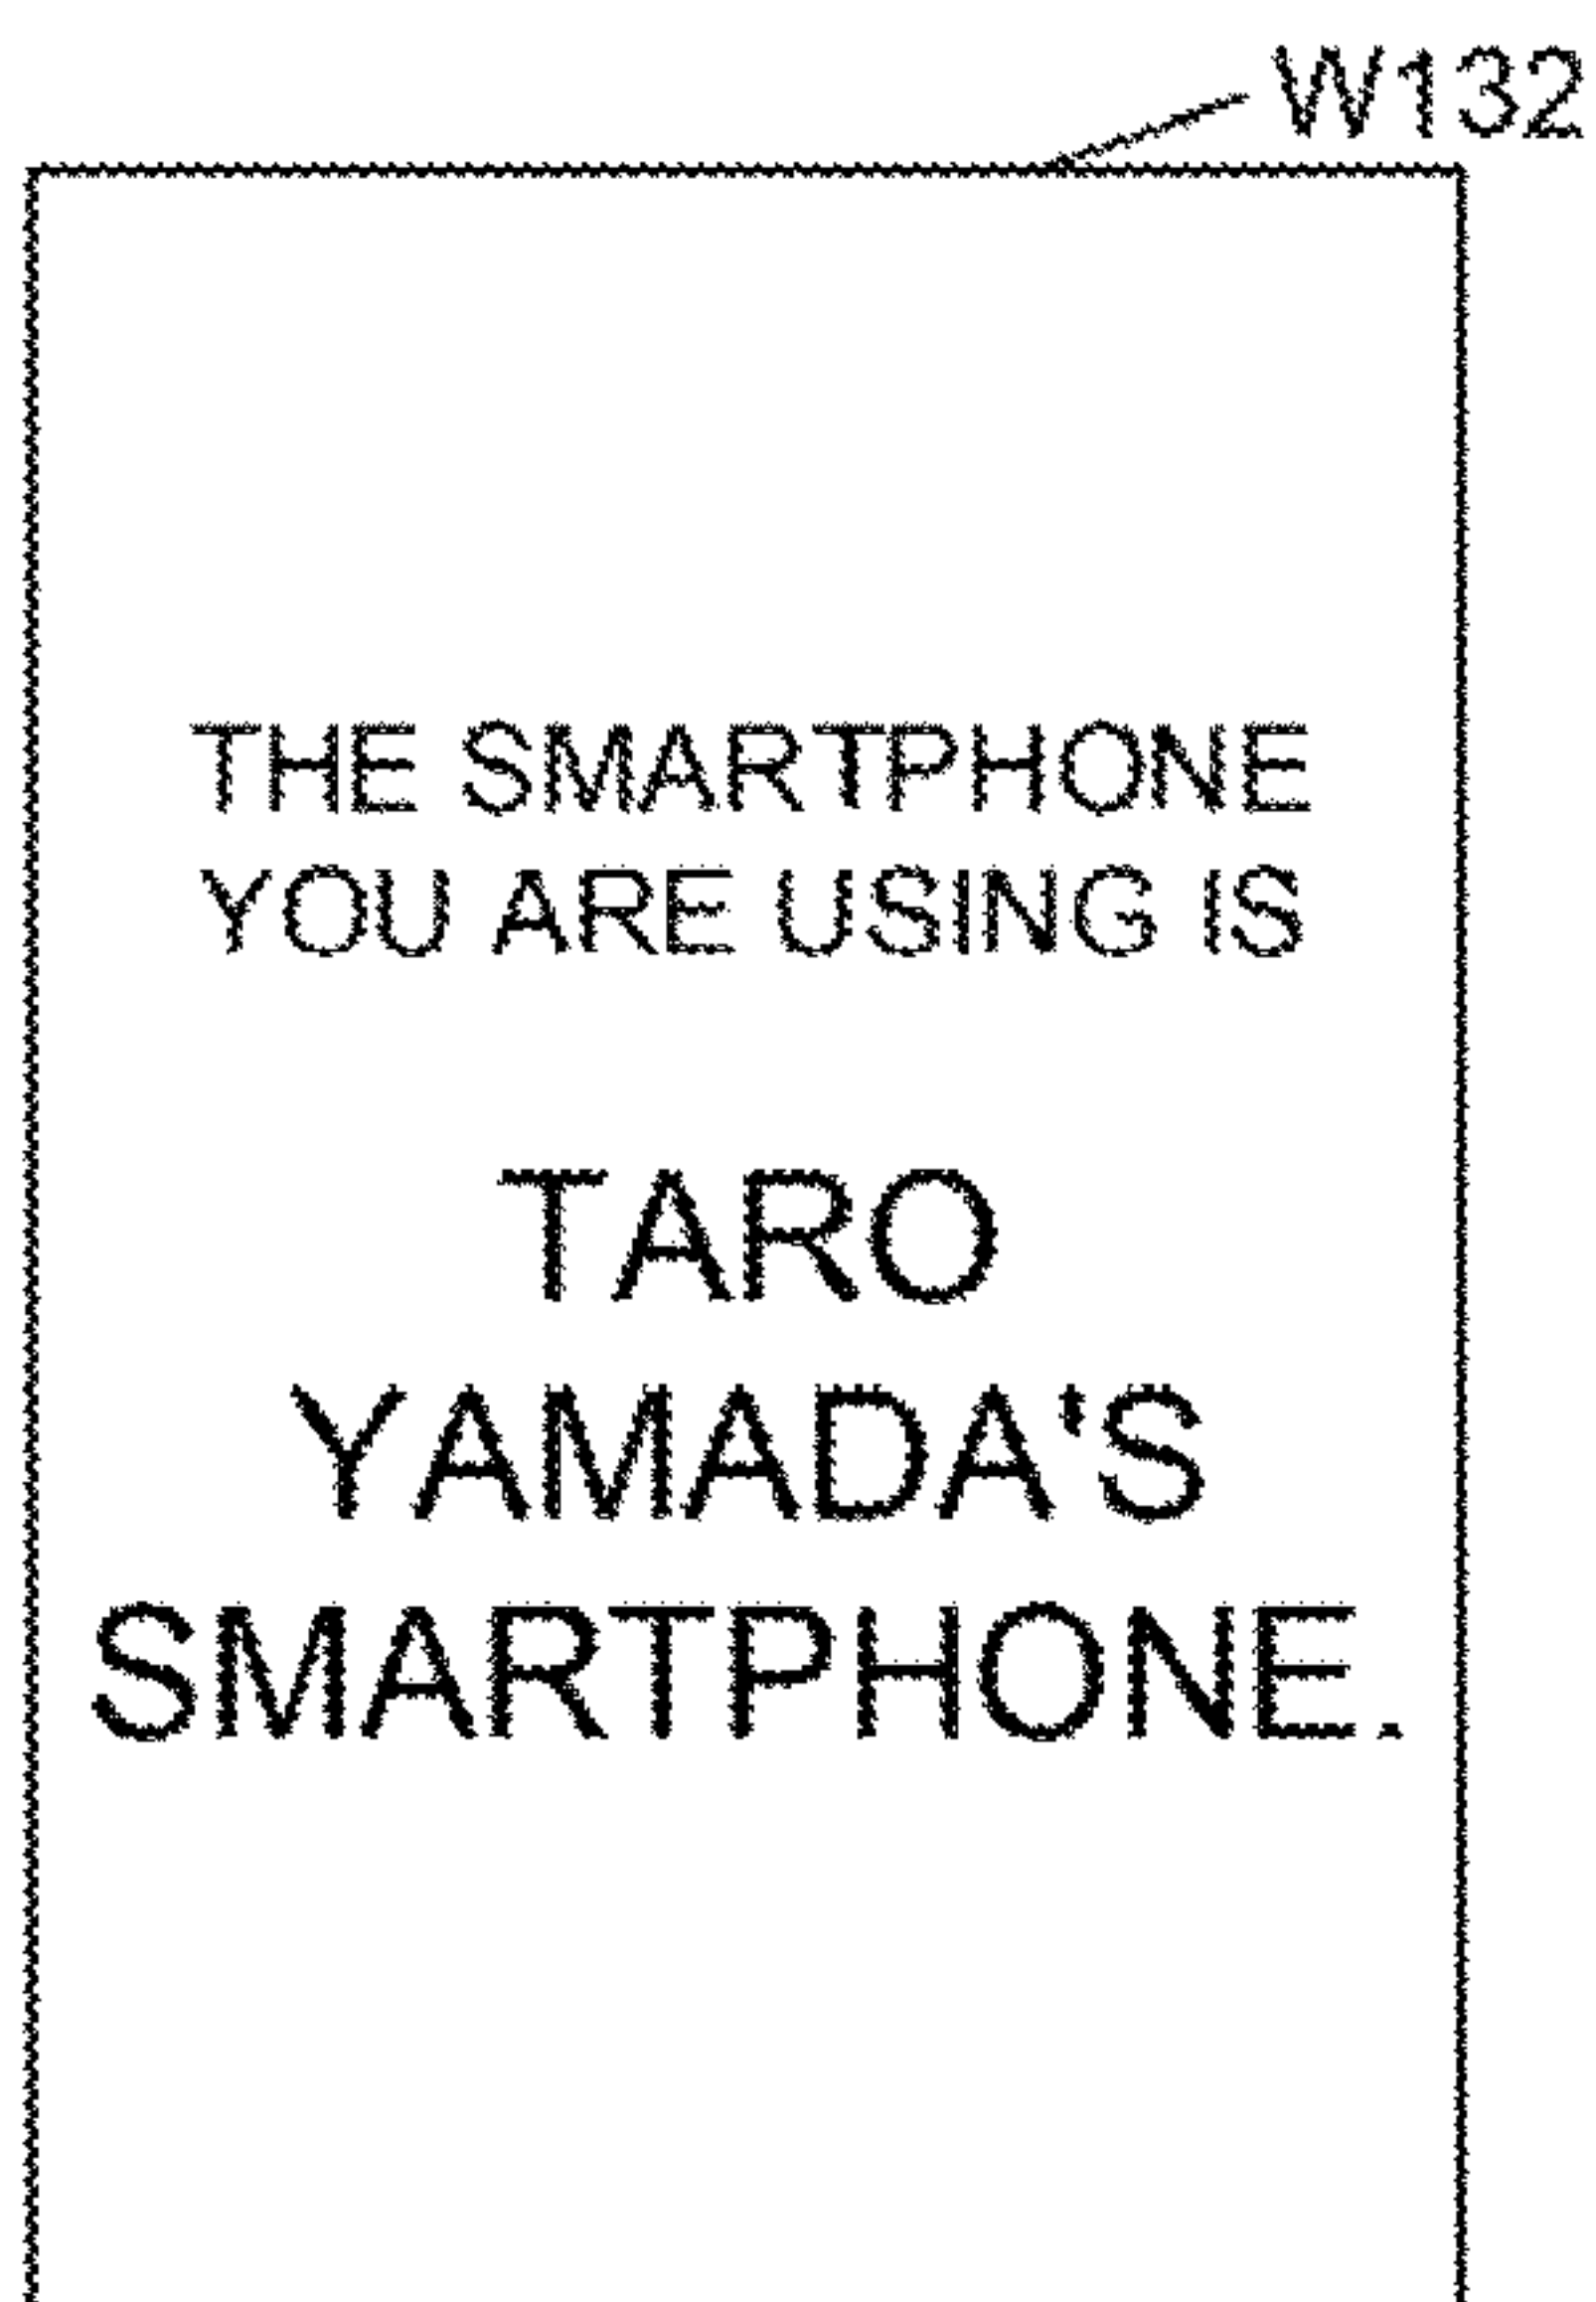 W132
THE SMARTPHONE
YOU ARE USING IS
TARO
YAMADA'S
SMARTPHONE.